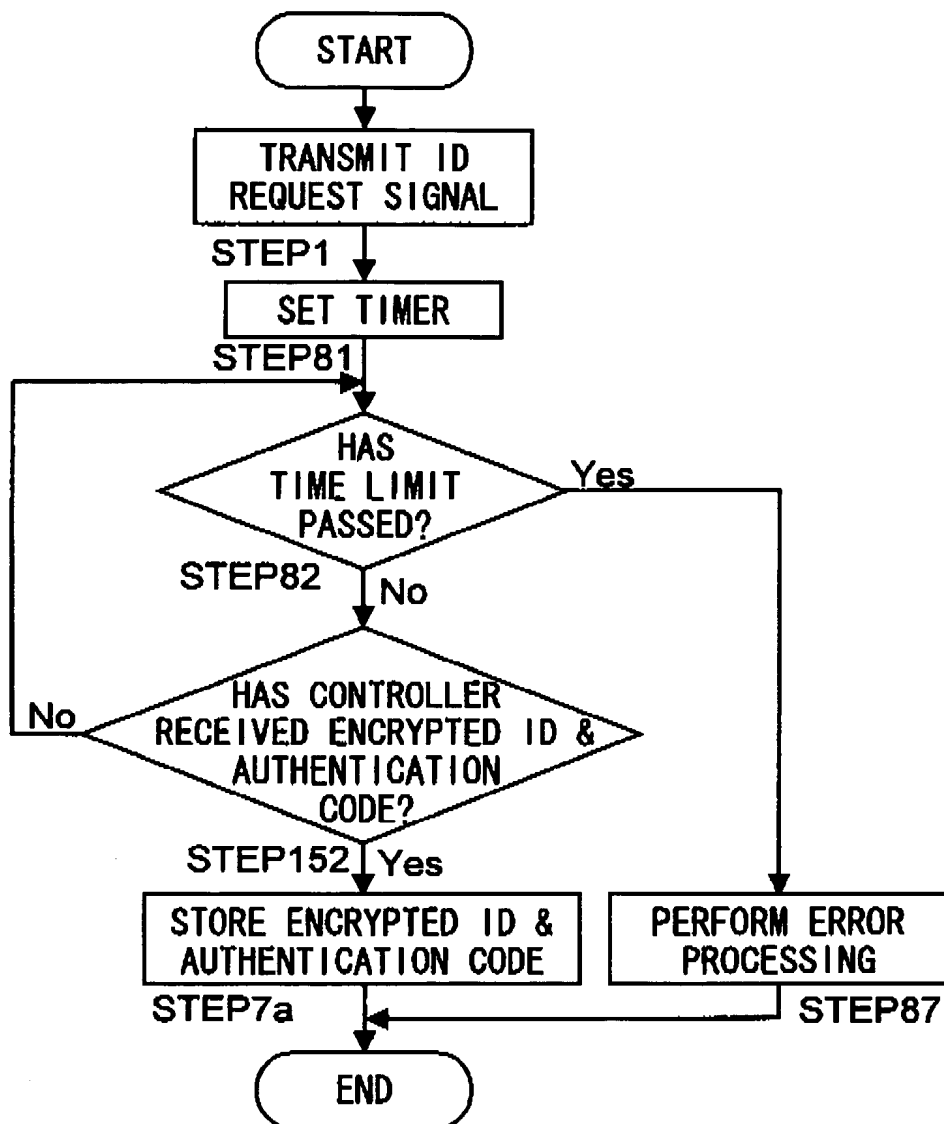 START
TRANSMIT ID
REQUEST SIGNAL
STEP1
SET TIMER
STEP81
HAS
TIME LIMIT
PASSED?
Yes
STEP82
No
HAS CONTROLLER
RECEIVED ENCRYPTED ID &
AUTHENTICATION
CODE?
No
STEP152
Yes
STORE ENCRYPTED ID &
AUTHENTICATION CODE
STEP7a
PERFORM ERROR
PROCESSING
STEP87
END